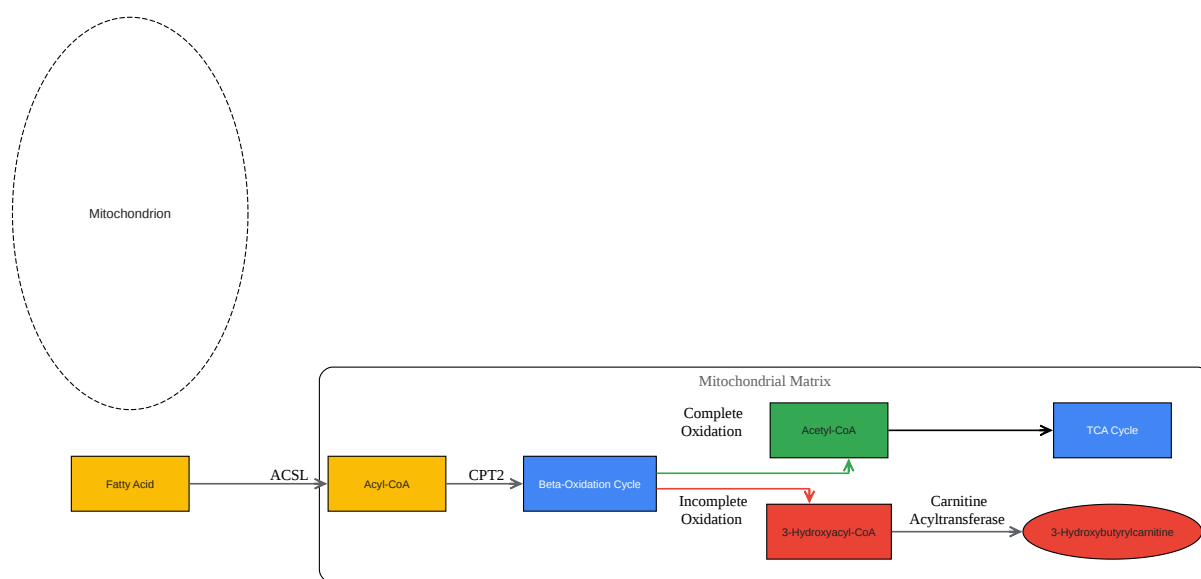 Mitochondrion
Mitochondrial Matrix
Complete
Oxidation
Acetyl-CoA
TCA Cycle
Fatty Acid
ACSL
Acyl-CoA
CPT2
Beta-Oxidation Cycle
Incomplete
Oxidation
3-Hydroxyacyl-CoA
Carnitine
Acyltransferase
3-Hydroxybutyrylcarnitine